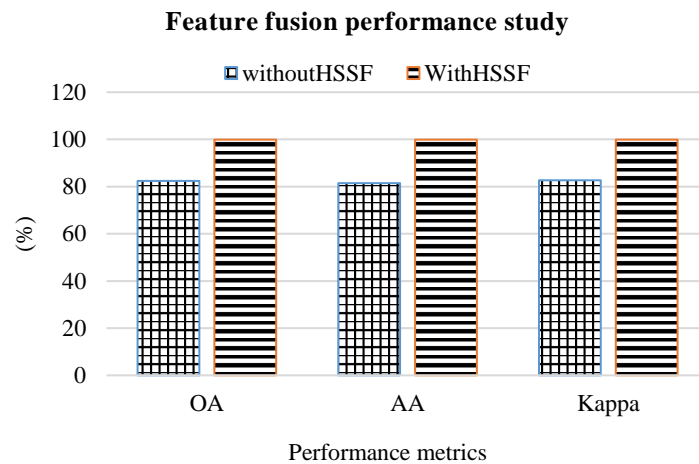 Feature fusion performance study
withoutHSSF WithHSSF
120
100
80
60
40
20
0
(%)
OA AA Kappa
Performance metrics